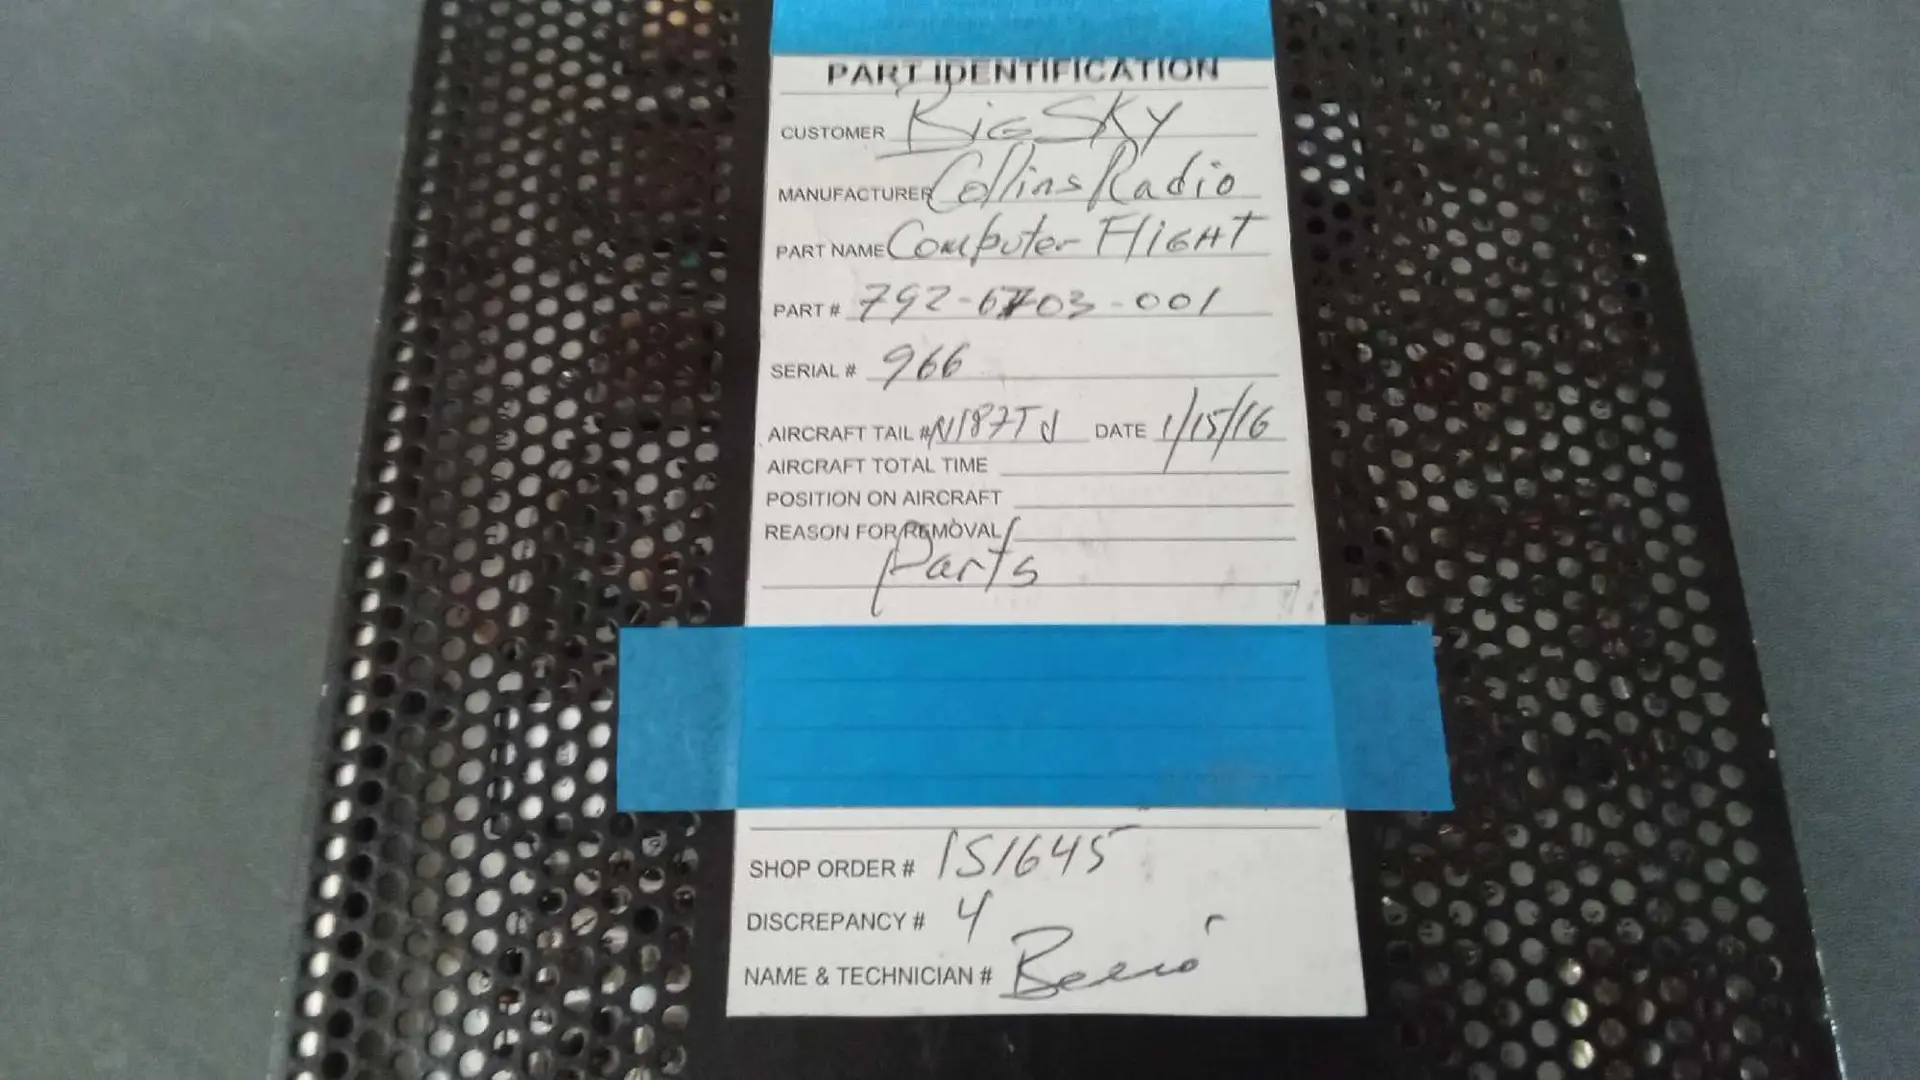 PART IDENTIFICATION
CUSTOMER Big SKY
MANUFACTURER Collins Radio
PART NAME Computer FliGHT
PART # 792-6703-001
SERIAL # 966
AIRCRAFT TAIL # N187TJ DATE 1/15/16
AIRCRAFT TOTAL TIME
POSITION ON AIRCRAFT
REASON FOR REMOVAL
Parts
SHOP ORDER # 151645
DISCREPANCY # 4
NAME & TECHNICIAN #